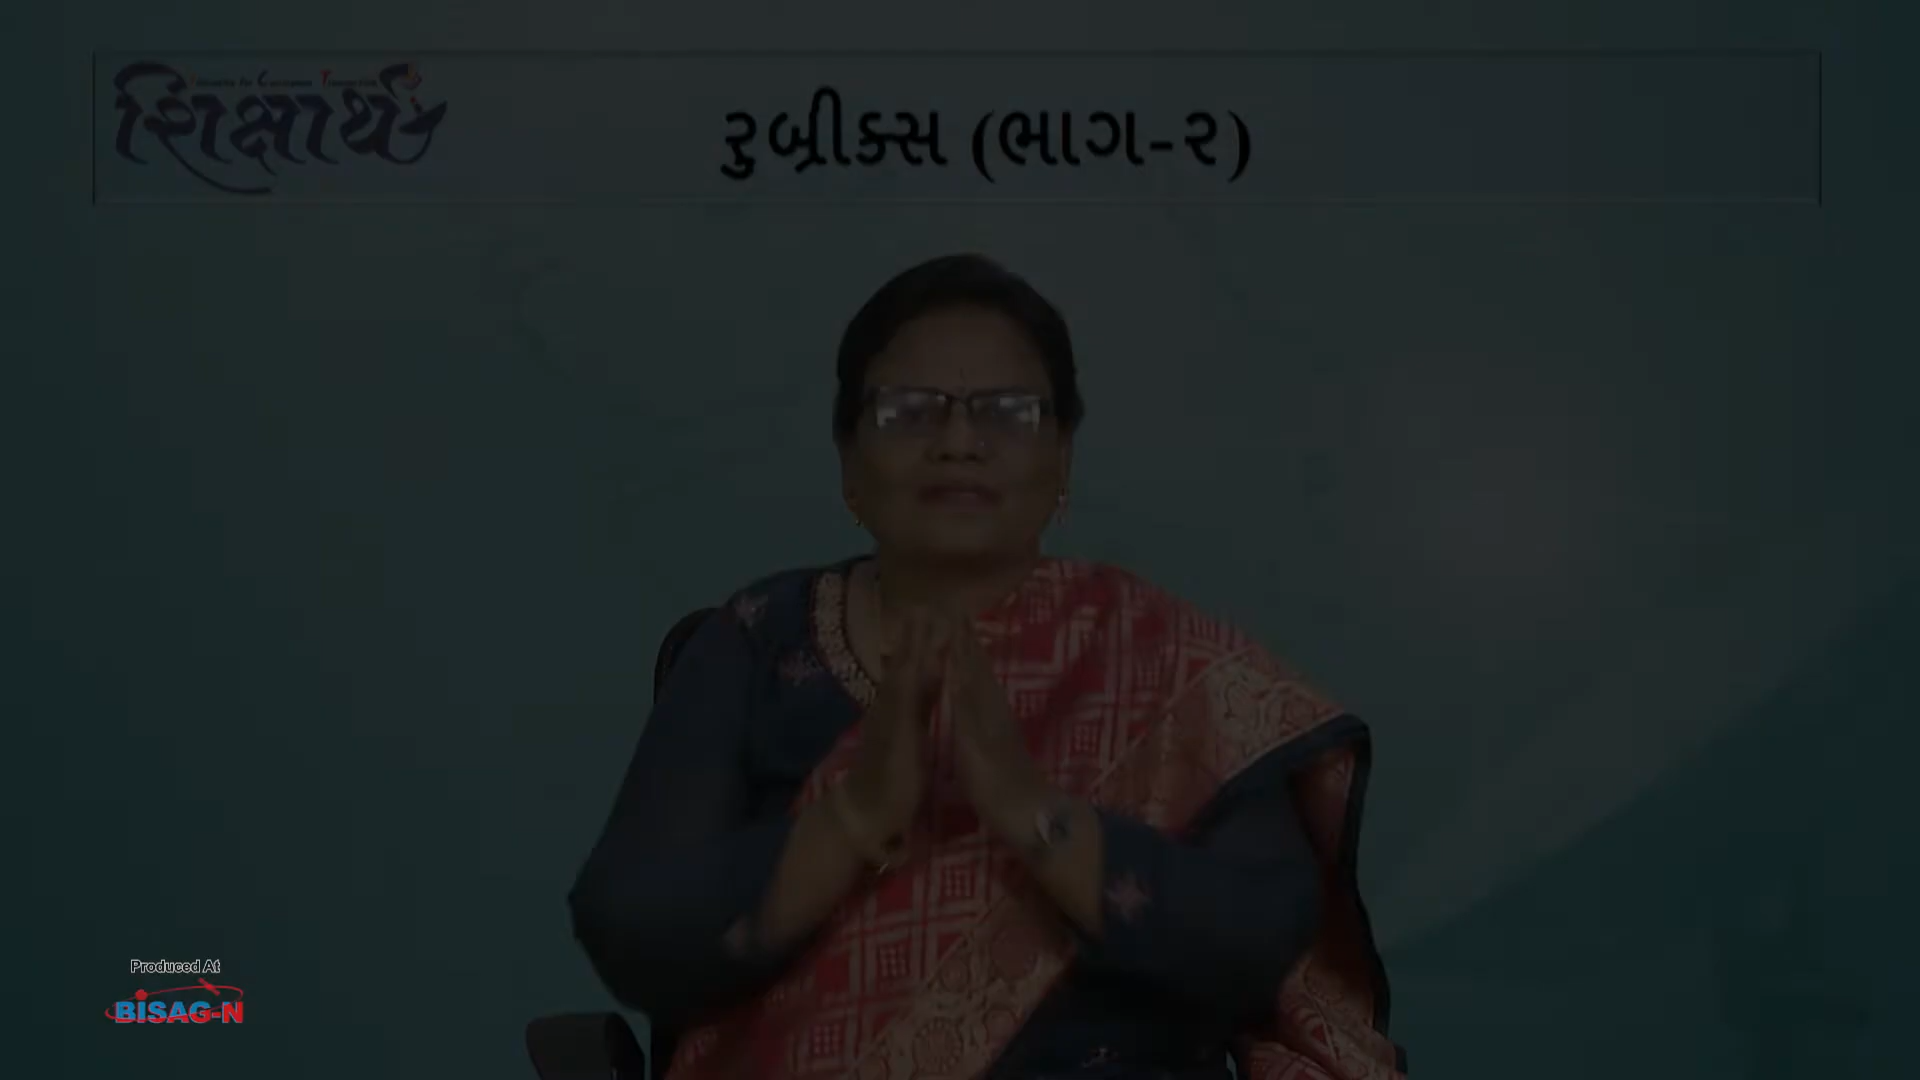 શિક્ષાર્થ
રુબ્રીક્સ (ભાગ-૨)
Produced At
BISAG-N